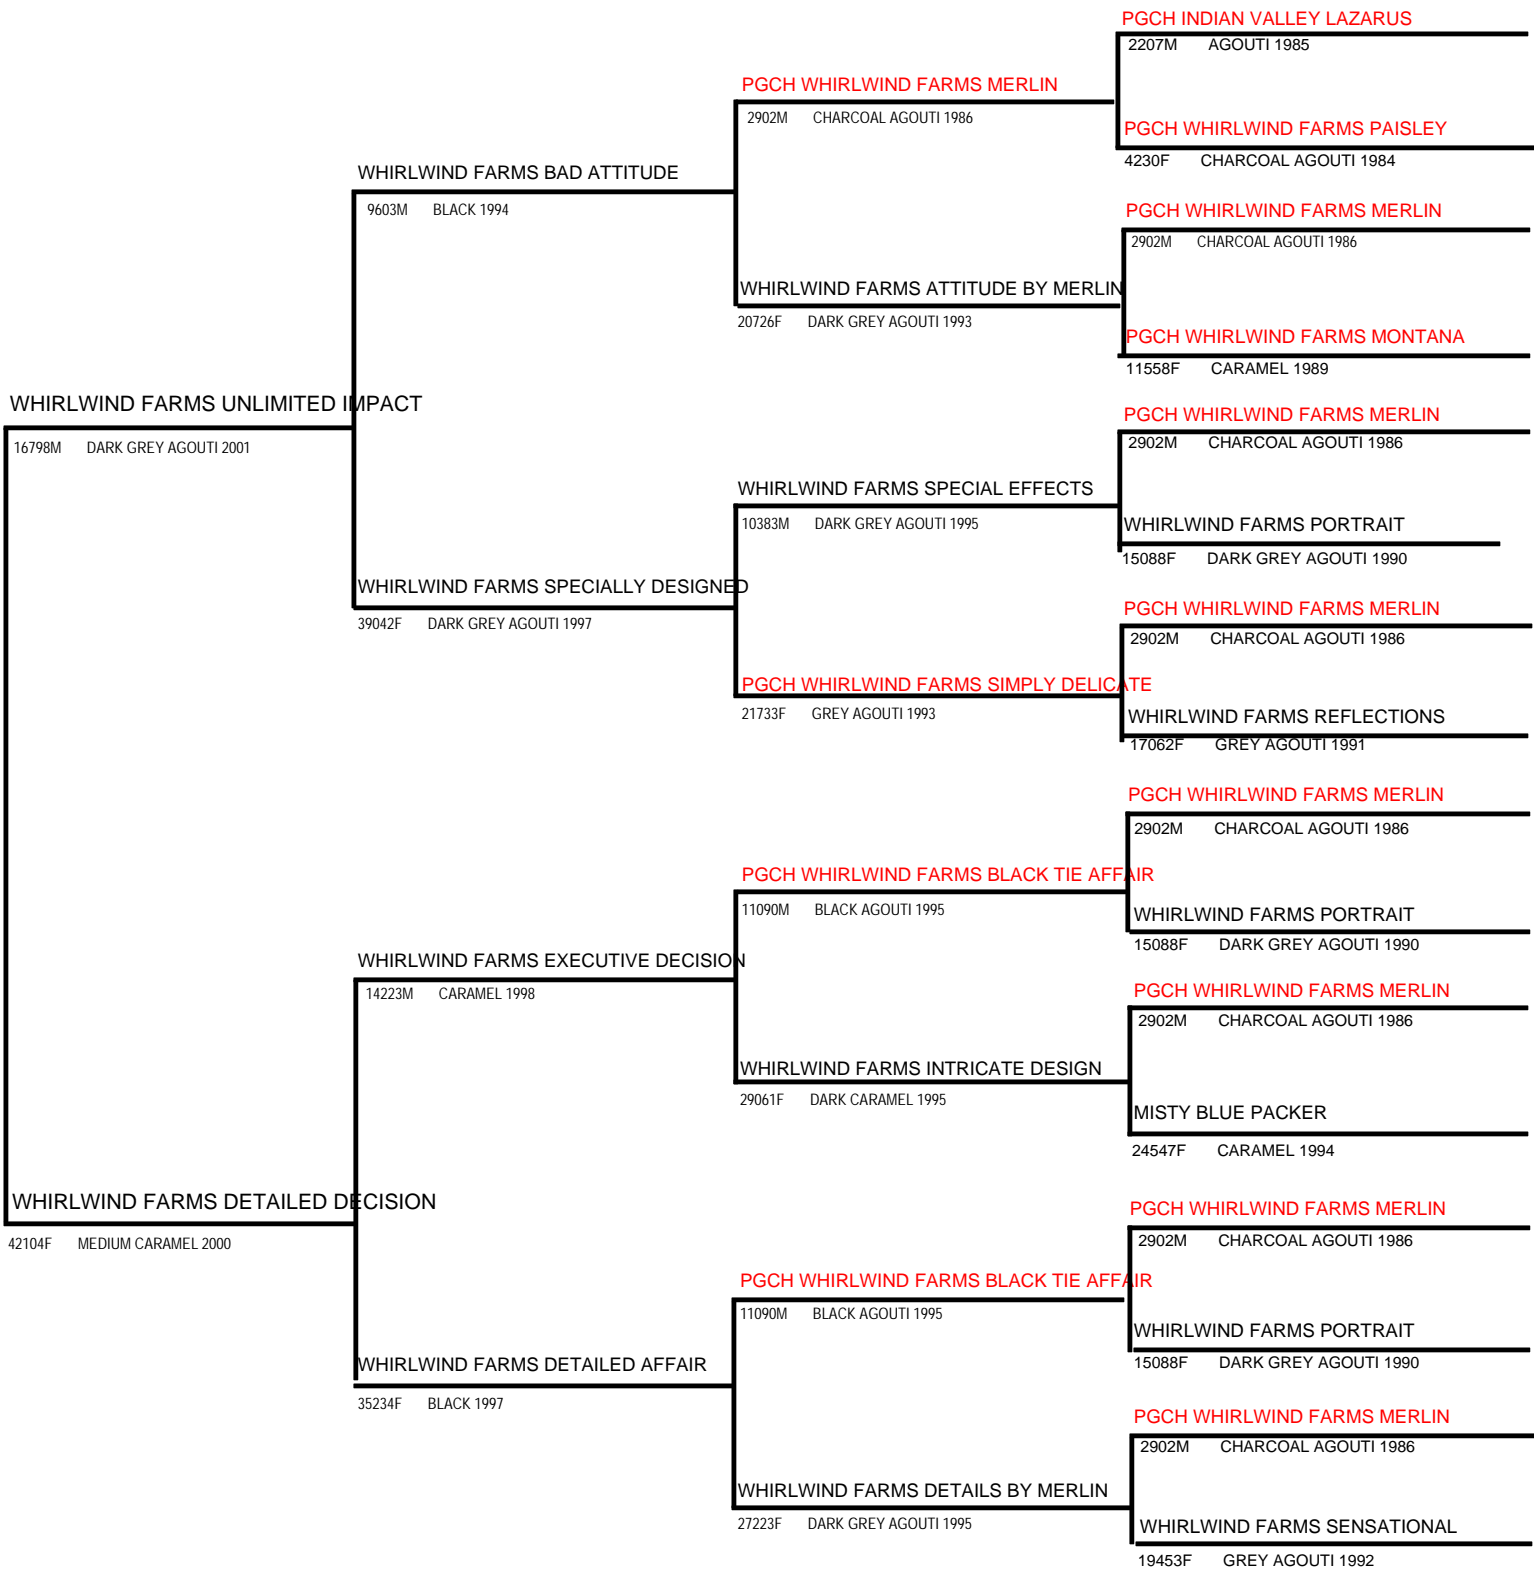 PGCH INDIAN VALLEY LAZARUS
2207M AGOUTI 1985
PGCH WHIRLWIND FARMS MERLIN
2902M CHARCOAL AGOUTI 1986
PGCH WHIRLWIND FARMS PAISLEY
4230F CHARCOAL AGOUTI 1984
WHIRLWIND FARMS BAD ATTITUDE
9603M BLACK 1994
PGCH WHIRLWIND FARMS MERLIN
2902M CHARCOAL AGOUTI 1986
WHIRLWIND FARMS ATTITUDE BY MERLIN
20726F DARK GREY AGOUTI 1993
PGCH WHIRLWIND FARMS MONTANA
11558F CARAMEL 1989
WHIRLWIND FARMS UNLIMITED IMPACT
16798M DARK GREY AGOUTI 2001
PGCH WHIRLWIND FARMS MERLIN
2902M CHARCOAL AGOUTI 1986
WHIRLWIND FARMS SPECIAL EFFECTS
10383M DARK GREY AGOUTI 1995
WHIRLWIND FARMS PORTRAIT
15088F DARK GREY AGOUTI 1990
WHIRLWIND FARMS SPECIALLY DESIGNED
39042F DARK GREY AGOUTI 1997
PGCH WHIRLWIND FARMS MERLIN
2902M CHARCOAL AGOUTI 1986
PGCH WHIRLWIND FARMS SIMPLY DELICATE
21733F GREY AGOUTI 1993
WHIRLWIND FARMS REFLECTIONS
17062F GREY AGOUTI 1991
PGCH WHIRLWIND FARMS MERLIN
2902M CHARCOAL AGOUTI 1986
PGCH WHIRLWIND FARMS BLACK TIE AFFAIR
11090M BLACK AGOUTI 1995
WHIRLWIND FARMS PORTRAIT
15088F DARK GREY AGOUTI 1990
WHIRLWIND FARMS EXECUTIVE DECISION
14223M CARAMEL 1998
PGCH WHIRLWIND FARMS MERLIN
2902M CHARCOAL AGOUTI 1986
WHIRLWIND FARMS INTRICATE DESIGN
29061F DARK CARAMEL 1995
MISTY BLUE PACKER
24547F CARAMEL 1994
WHIRLWIND FARMS DETAILED DECISION
42104F MEDIUM CARAMEL 2000
PGCH WHIRLWIND FARMS MERLIN
2902M CHARCOAL AGOUTI 1986
PGCH WHIRLWIND FARMS BLACK TIE AFFAIR
11090M BLACK AGOUTI 1995
WHIRLWIND FARMS PORTRAIT
15088F DARK GREY AGOUTI 1990
WHIRLWIND FARMS DETAILED AFFAIR
35234F BLACK 1997
PGCH WHIRLWIND FARMS MERLIN
2902M CHARCOAL AGOUTI 1986
WHIRLWIND FARMS DETAILS BY MERLIN
27223F DARK GREY AGOUTI 1995
WHIRLWIND FARMS SENSATIONAL
19453F GREY AGOUTI 1992